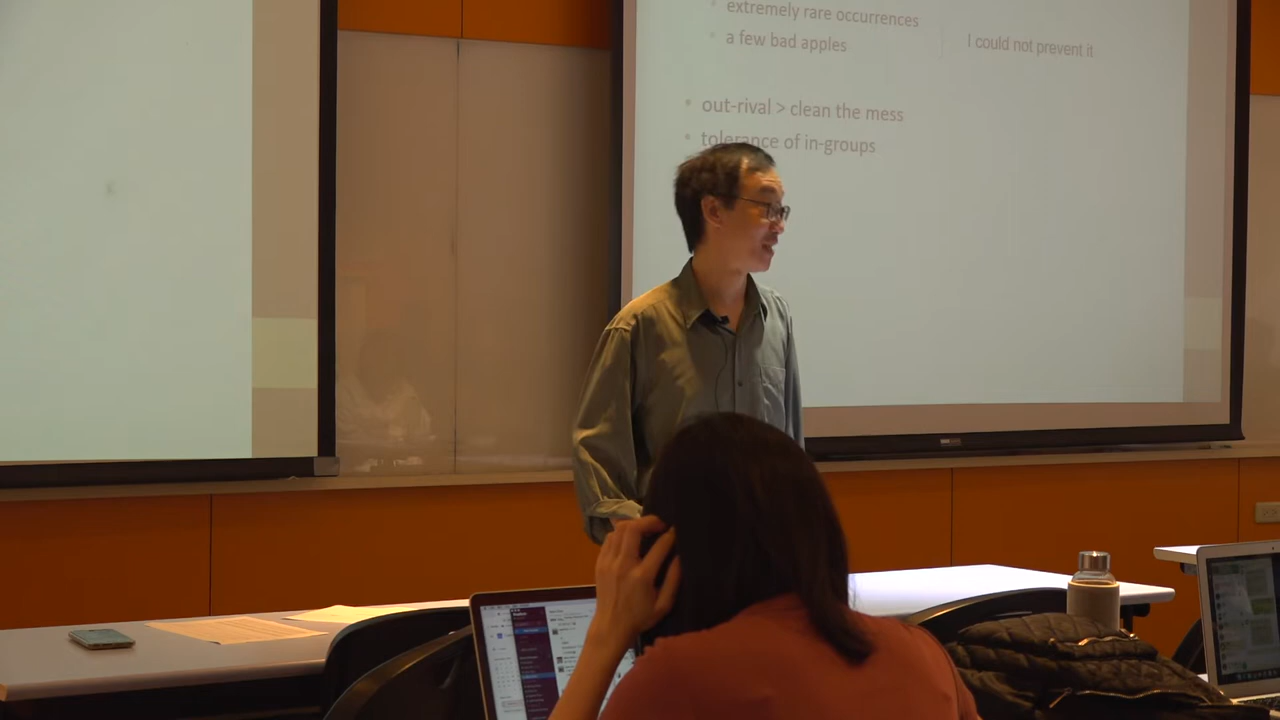 extremely rare occurrences
a few bad apples
I could not prevent it
out-rival > clean the mess
tolerance of in-groups